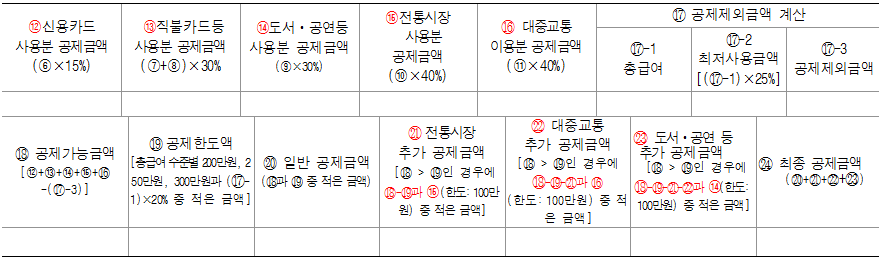 ⑫신용카드
사용분 공제금액
(⑥×15%)
⑬직불카드등
사용분 공제금액
(⑦+⑧)×30%
⑭도서·공연등
사용분 공제금액
(⑨×30%)
⑮전통시장
사용분
공제금액
(⑩×40%)
⑯ 대중교통
이용분 공제금액
(⑪×40%)
⑰ 공제제외금액 계산
⑰-1
총급여
⑰-2
최저사용금액
[(⑰-1)×25%]
⑰-3
공제제외금액
⑱ 공제가능금액
[⑫+⑬+⑭+⑮+⑯
-(⑰-3)]
⑲ 공제한도액
[총급여 수준별 200만원, 2
50만원, 300만원과 (⑰-
1)×20% 중 적은 금액]
⑳ 일반 공제금액
(⑱과 ⑲ 중 적은 금액)
㉑ 전통시장
추가 공제금액
[⑱ > ⑲인 경우에
⑱-⑲과 ⑮(한도: 100만
원) 중 적은 금액]
㉒ 대중교통
추가 공제금액
[⑱ > ⑲인 경우에
⑱-⑲-㉑과 ⑯
(한도: 100만원) 중 적
은 금액]
㉓ 도서·공연 등
추가 공제금액
[⑱ > ⑲인 경우에
⑱-⑲-㉑-㉒과 ⑭(한도:
100만원) 중 적은 금액]
㉔ 최종 공제금액
(⑳+㉑+㉒+㉓)